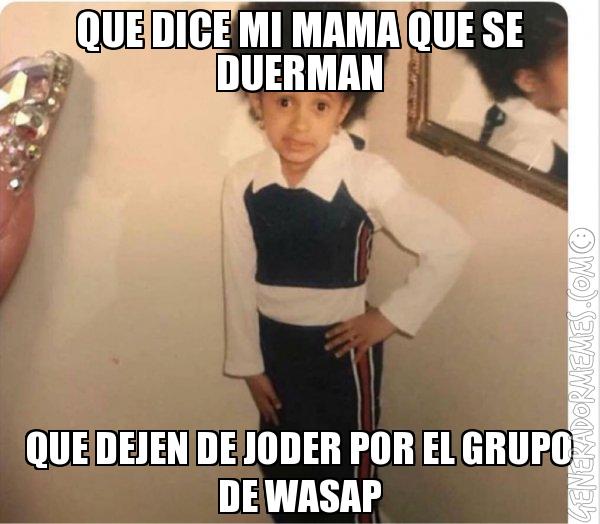 QUE DICE MI MAMA QUE SE
DUERMAN
QUE DEJEN DE JODER POR EL GRUPO
DE WASAP
GENERADORMEMES.COM